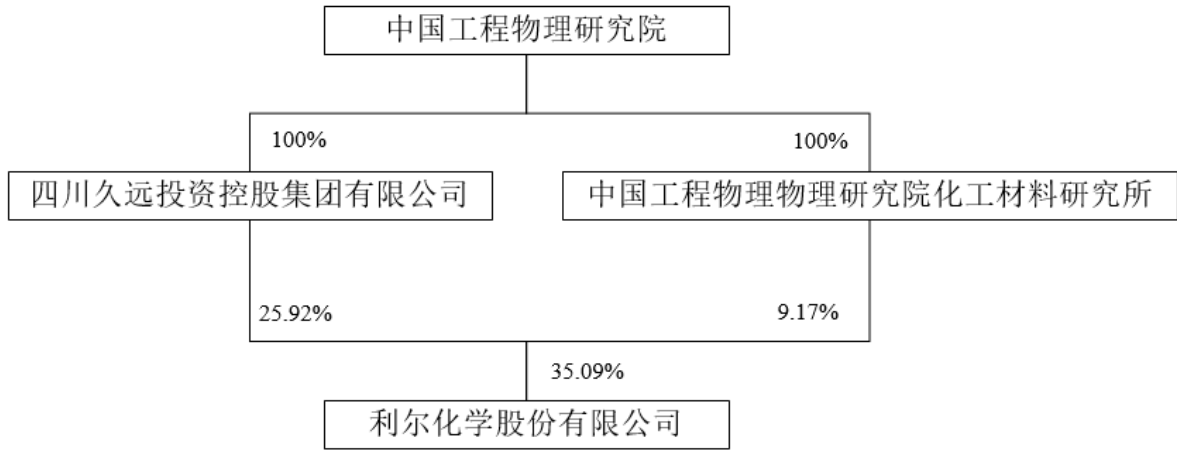 中国工程物理研究院
100%
100%
四川久远投资控股集团有限公司
中国工程物理物理研究院化工材料研究所
25.92%
9.17%
35.09%
利尔化学股份有限公司